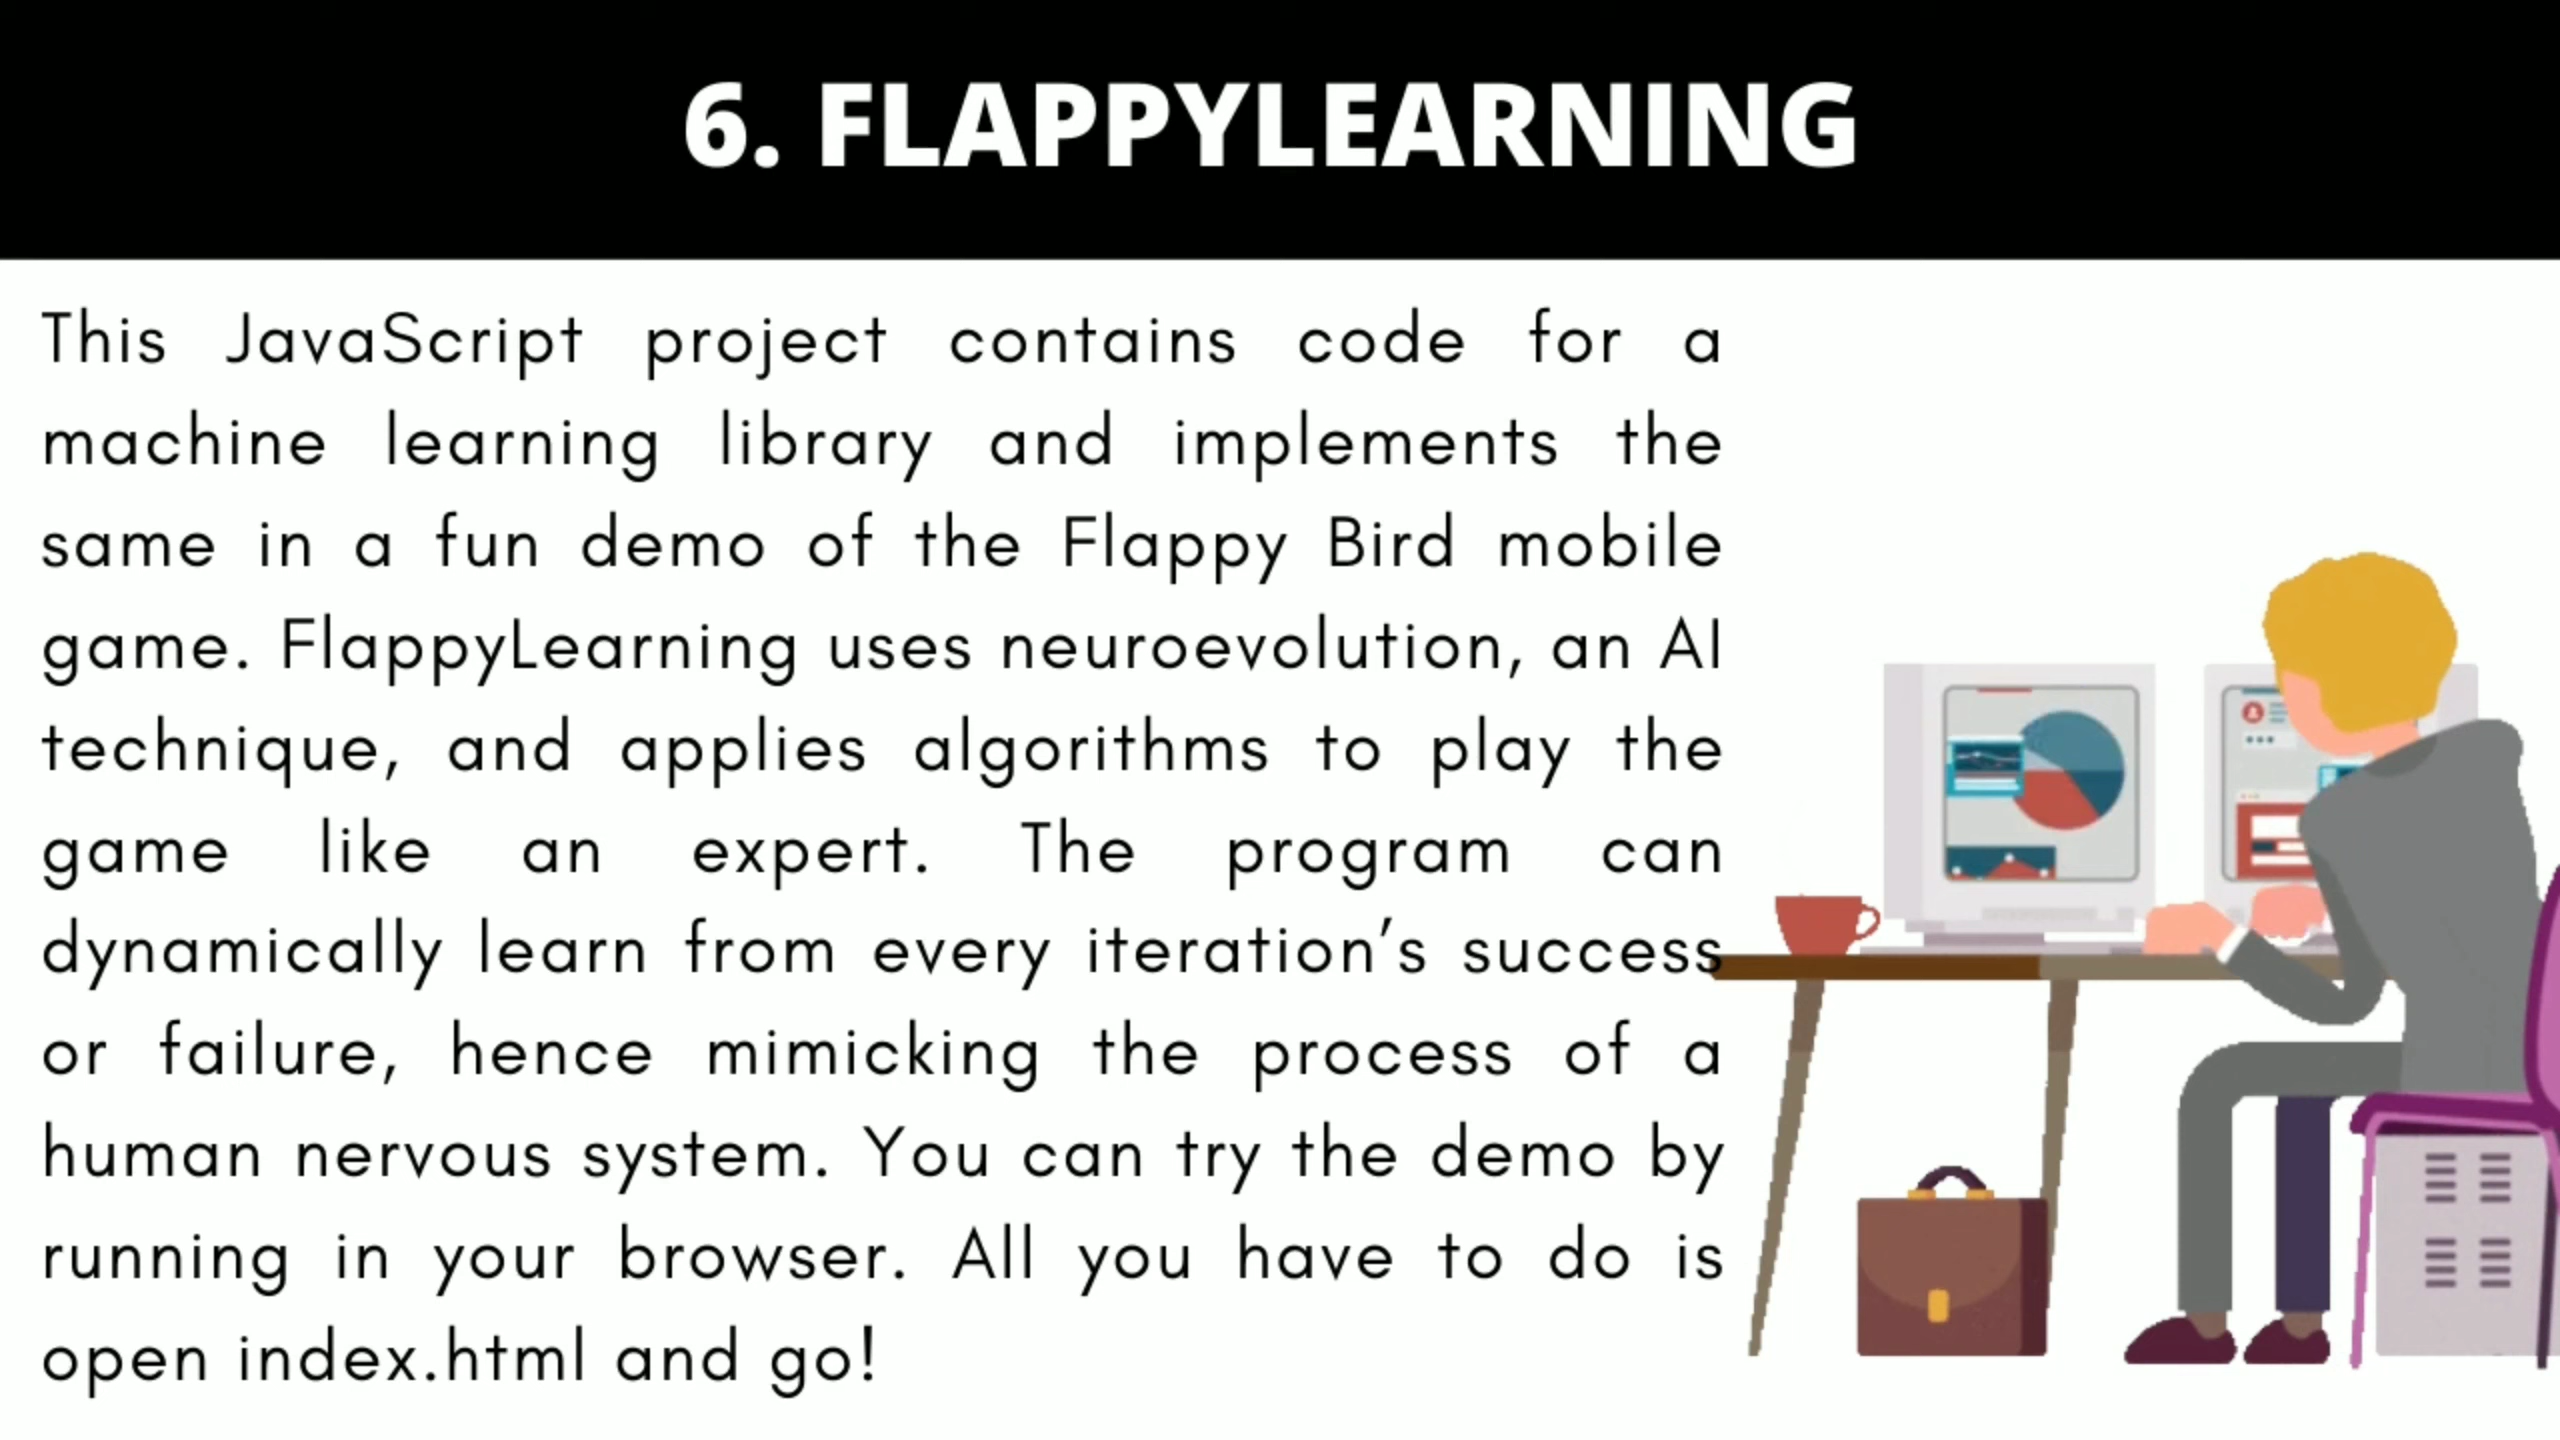 6. FLAPPYLEARNING
This JavaScript project contains code for a
machine learning library and implements the
same in a fun demo of the Flappy Bird mobile
game. FlappyLearning uses neuroevolution, an AI
technique, and applies algorithms to play the
game like an expert. The program can
dynamically learn from every iteration’s success
or failure, hence mimicking the process of a
human nervous system. You can try the demo by
running in your browser. All you have to do is
open index.html and go!